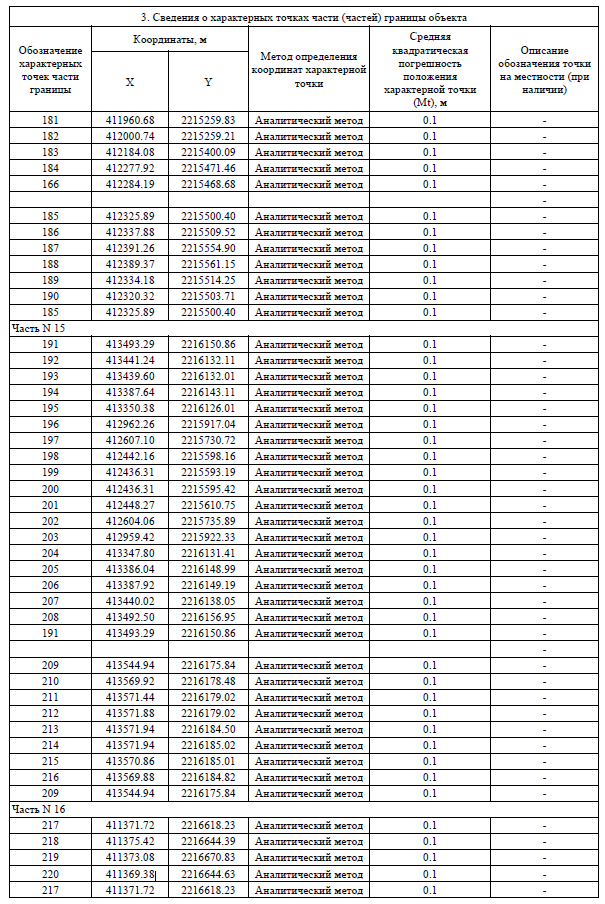 3. Сведения о характерных точках части (частей) границы объекта
Обозначение характерных точек части границы
Координаты, м
X
Y
Метод определения координат характерной точки
Средняя квадратическая погрешность положения характерной точки (Mt), м
Описание обозначения точки на местности (при наличии)
181 411960.68 2215259.83 Аналитический метод 0.1 -
182 412000.74 2215259.21 Аналитический метод 0.1 -
183 412184.08 2215400.09 Аналитический метод 0.1 -
184 412277.92 2215471.46 Аналитический метод 0.1 -
166 412284.19 2215468.68 Аналитический метод 0.1 -
-
185 412325.89 2215500.40 Аналитический метод 0.1 -
186 412337.88 2215509.52 Аналитический метод 0.1 -
187 412391.26 2215554.90 Аналитический метод 0.1 -
188 412389.37 2215561.15 Аналитический метод 0.1 -
189 412334.18 2215514.25 Аналитический метод 0.1 -
190 412320.32 2215503.71 Аналитический метод 0.1 -
185 412325.89 2215500.40 Аналитический метод 0.1 -
Часть N 15
191 413493.29 2216150.86 Аналитический метод 0.1 -
192 413441.24 2216132.11 Аналитический метод 0.1 -
193 413439.60 2216132.01 Аналитический метод 0.1 -
194 413387.64 2216143.11 Аналитический метод 0.1 -
195 413350.38 2216126.01 Аналитический метод 0.1 -
196 412962.26 2215917.04 Аналитический метод 0.1 -
197 412607.10 2215730.72 Аналитический метод 0.1 -
198 412442.16 2215598.16 Аналитический метод 0.1 -
199 412436.31 2215593.19 Аналитический метод 0.1 -
200 412436.31 2215595.42 Аналитический метод 0.1 -
201 412448.27 2215610.75 Аналитический метод 0.1 -
202 412604.06 2215735.89 Аналитический метод 0.1 -
203 412959.42 2215922.33 Аналитический метод 0.1 -
204 413347.80 2216131.41 Аналитический метод 0.1 -
205 413386.04 2216148.99 Аналитический метод 0.1 -
206 413387.92 2216149.19 Аналитический метод 0.1 -
207 413440.02 2216138.05 Аналитический метод 0.1 -
208 413492.50 2216156.95 Аналитический метод 0.1 -
191 413493.29 2216150.86 Аналитический метод 0.1 -
-
209 413544.94 2216175.84 Аналитический метод 0.1 -
210 413569.92 2216178.48 Аналитический метод 0.1 -
211 413571.44 2216179.02 Аналитический метод 0.1 -
212 413571.88 2216179.02 Аналитический метод 0.1 -
213 413571.94 2216184.50 Аналитический метод 0.1 -
214 413571.94 2216185.02 Аналитический метод 0.1 -
215 413570.86 2216185.01 Аналитический метод 0.1 -
216 413569.88 2216184.82 Аналитический метод 0.1 -
209 413544.94 2216175.84 Аналитический метод 0.1 -
Часть N 16
217 411371.72 2216618.23 Аналитический метод 0.1 -
218 411375.42 2216644.39 Аналитический метод 0.1 -
219 411373.08 2216670.83 Аналитический метод 0.1 -
220 411369.38 2216644.63 Аналитический метод 0.1 -
217 411371.72 2216618.23 Аналитический метод 0.1 -